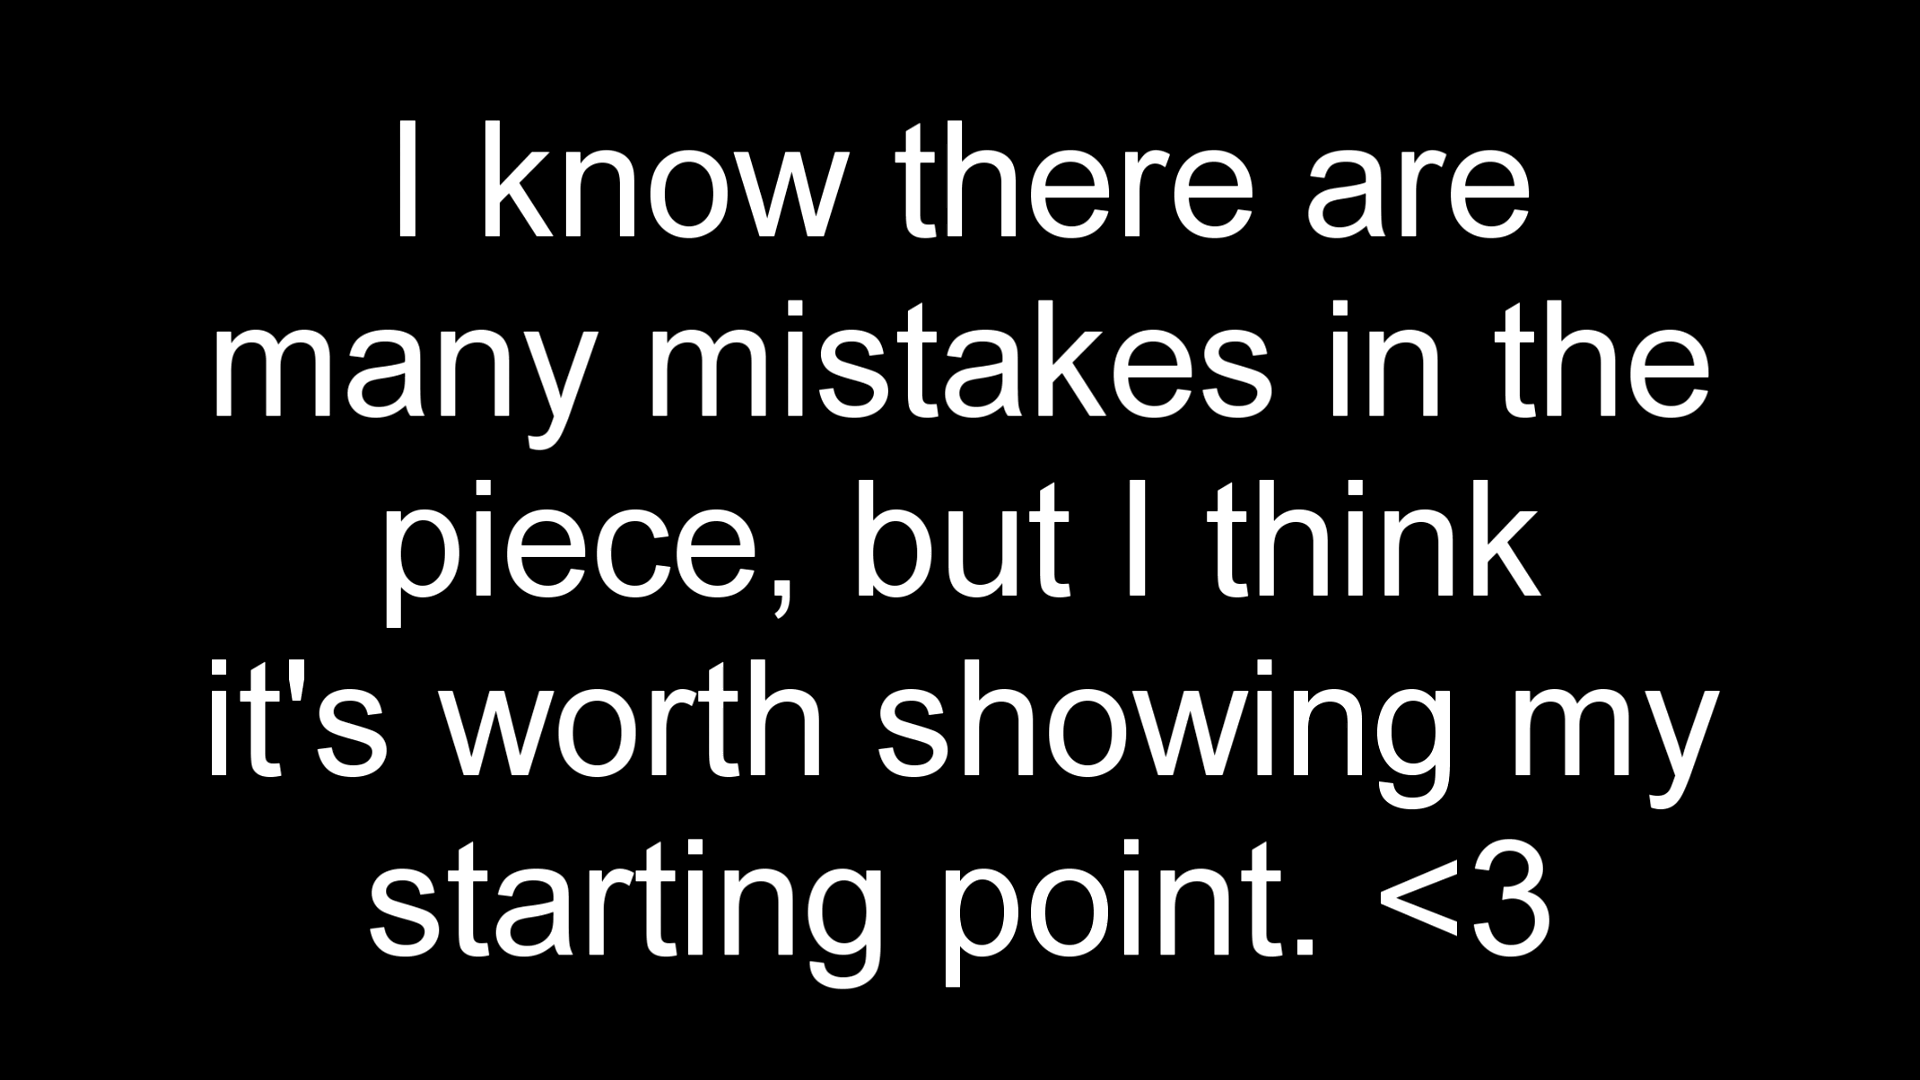 I know there are
many mistakes in the
piece, but I think
it's worth showing my
starting point. <3